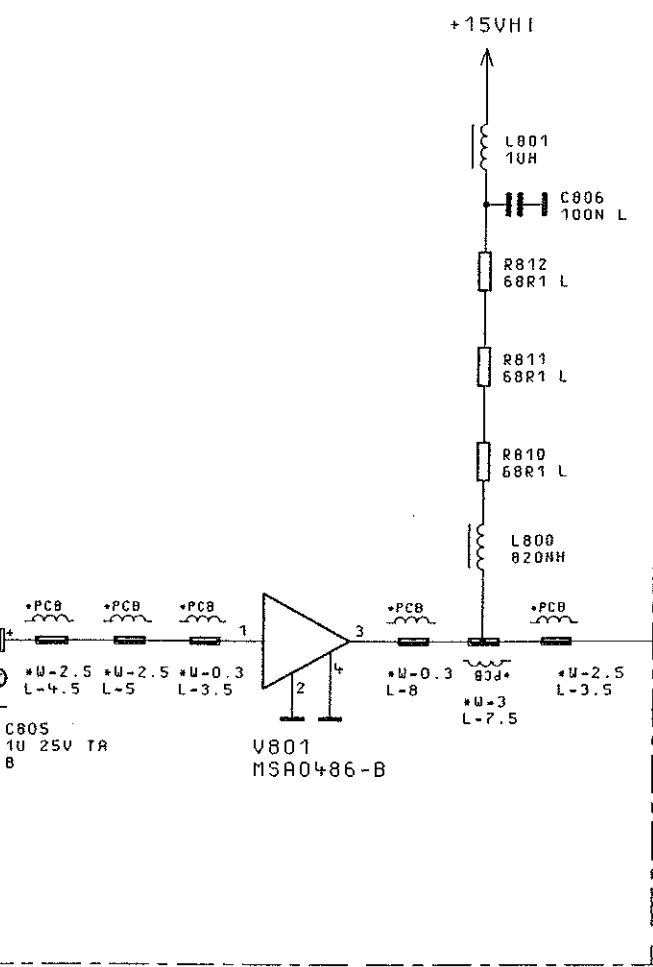 +15VHI
L801
1UH
C806
100N L
R812
68R1 L
R811
68R1 L
R810
68R1 L
L800
820NH
*PCB *PCB *PCB 1 3 *PCB *PCB
+ 4 *PCB
*W=2.5 *W=2.5 *W=0.3 2 *W=0.3 *W=3 *W=2.5
L=4.5 L=5 L=3.5 L=8 L=7.5 L=3.5
C805
1U 25V TA
B
V801
MSA0486-B